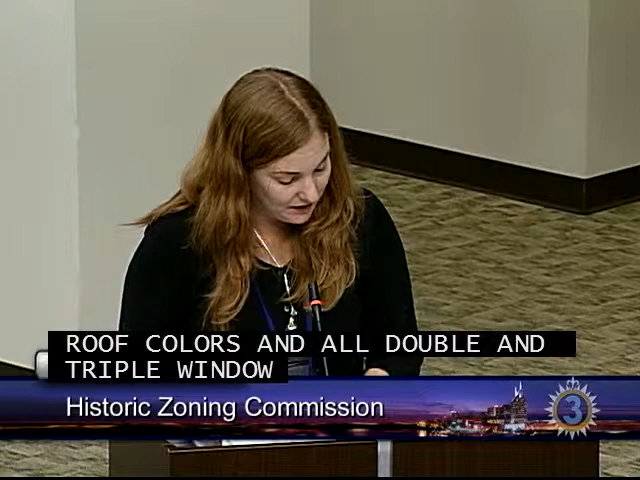 ROOF COLORS AND ALL DOUBLE AND
TRIPLE WINDOW
Historic Zoning Commission
3